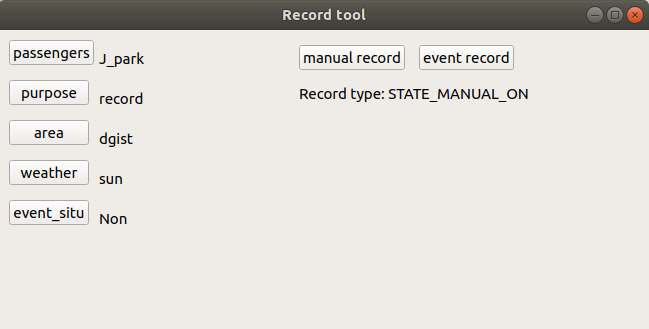 Record tool
passengers J_park
manual record event record
purpose record
Record type: STATE_MANUAL_ON
area dgist
weather sun
event_situ Non